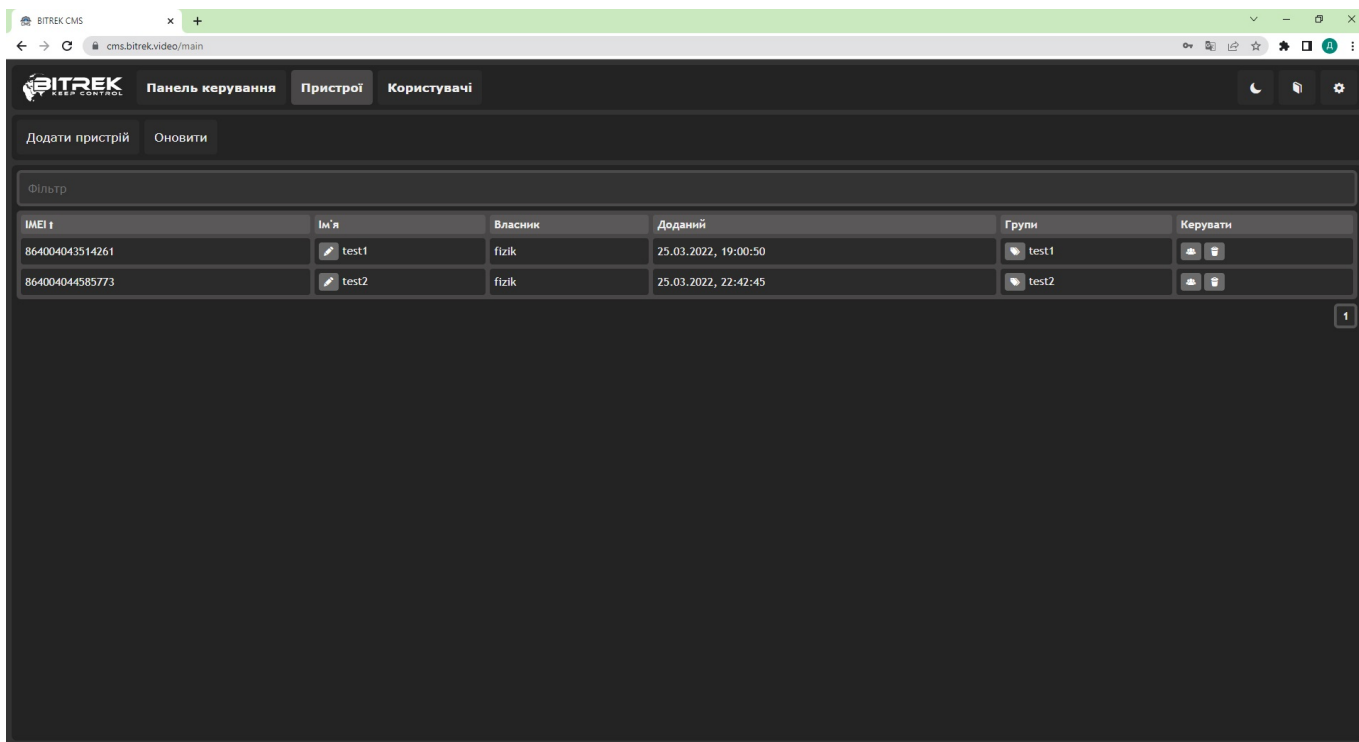 BITREK CMS
cms.bitrek.video/main
Д
BITREK
KEEP CONTROL
Панель керування Пристрої Користувачі
Додати пристрій Оновити
Фільтр
IMEI ↑ Ім`я Власник Доданий Групи Керувати
864004043514261 test1 fizik 25.03.2022, 19:00:50 test1
864004044585773 test2 fizik 25.03.2022, 22:42:45 test2
1